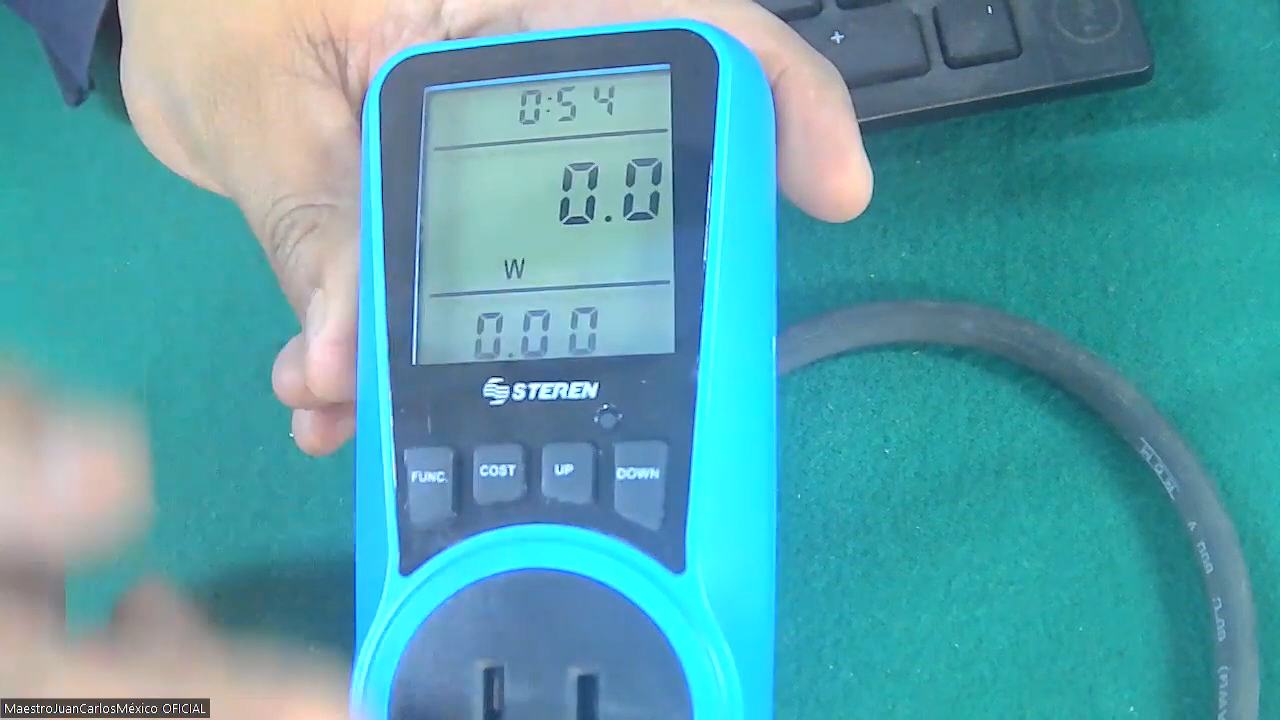 +
0:54
0.0
W
0.00
STEREN
FUNC.
COST
UP
DOWN
MaestroJuanCarlosMéxico OFICIAL